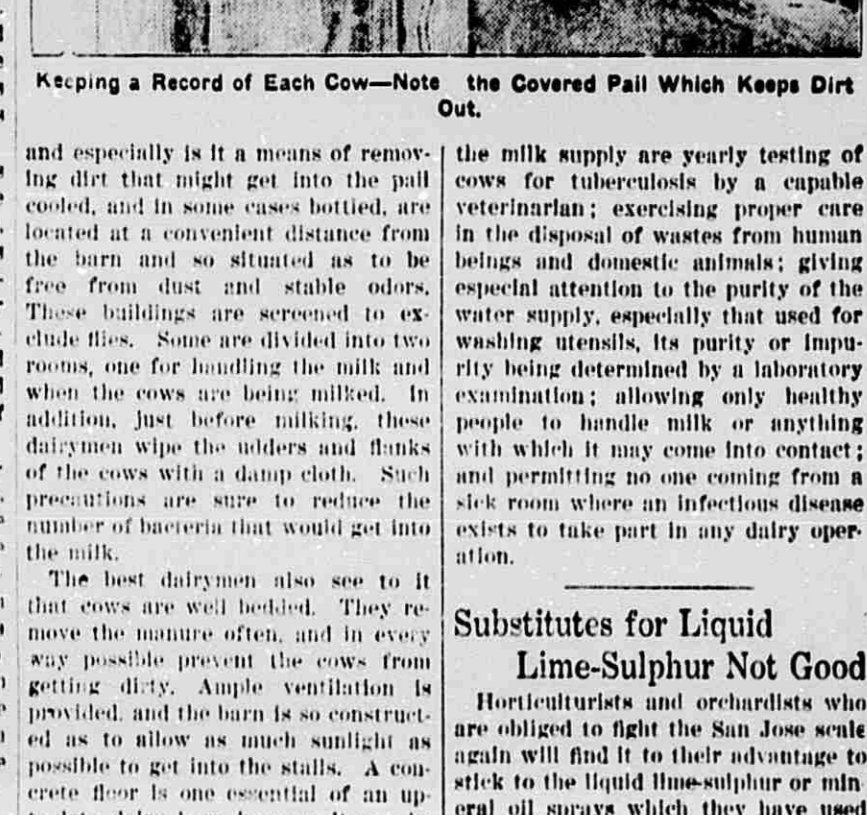 Keeping a Record of Each Cow—Note the Covered Pail Which Keeps Dirt
Out.
and especially is it a means of remov-
ing dirt that might get into the pail
cooled, and in some cases bottled, are
located at a convenient distance from
the barn and so situated as to be
free from dust and stable odors.
These buildings are screened to ex-
clude flies. Some are divided into two
rooms, one for handling the milk and
when the cows are being milked. In
addition, just before milking, these
dairymen wipe the udders and flanks
of the cows with a damp cloth. Such
precautions are sure to reduce the
number of bacteria that would get into
the milk.
The best dairymen also see to it
that cows are well bedded. They re-
move the manure often, and in every
way possible prevent the cows from
getting dirty. Ample ventilation is
provided, and the barn is so construct-
ed as to allow as much sunlight as
possible to get into the stalls. A con-
crete floor is one essential of an up-
the milk supply are yearly testing of
cows for tuberculosis by a capable
veterinarian; exercising proper care
in the disposal of wastes from human
beings and domestic animals; giving
especial attention to the purity of the
water supply, especially that used for
washing utensils, its purity or impu-
rity being determined by a laboratory
examination; allowing only healthy
people to handle milk or anything
with which it may come into contact;
and permitting no one coming from a
sick room where an infectious disease
exists to take part in any dairy oper-
ation.
Substitutes for Liquid
Lime-Sulphur Not Good
Horticulturists and orchardists who
are obliged to fight the San Jose scale
again will find it to their advantage to
stick to the liquid lime-sulphur or min
eral oil sprays which they have used